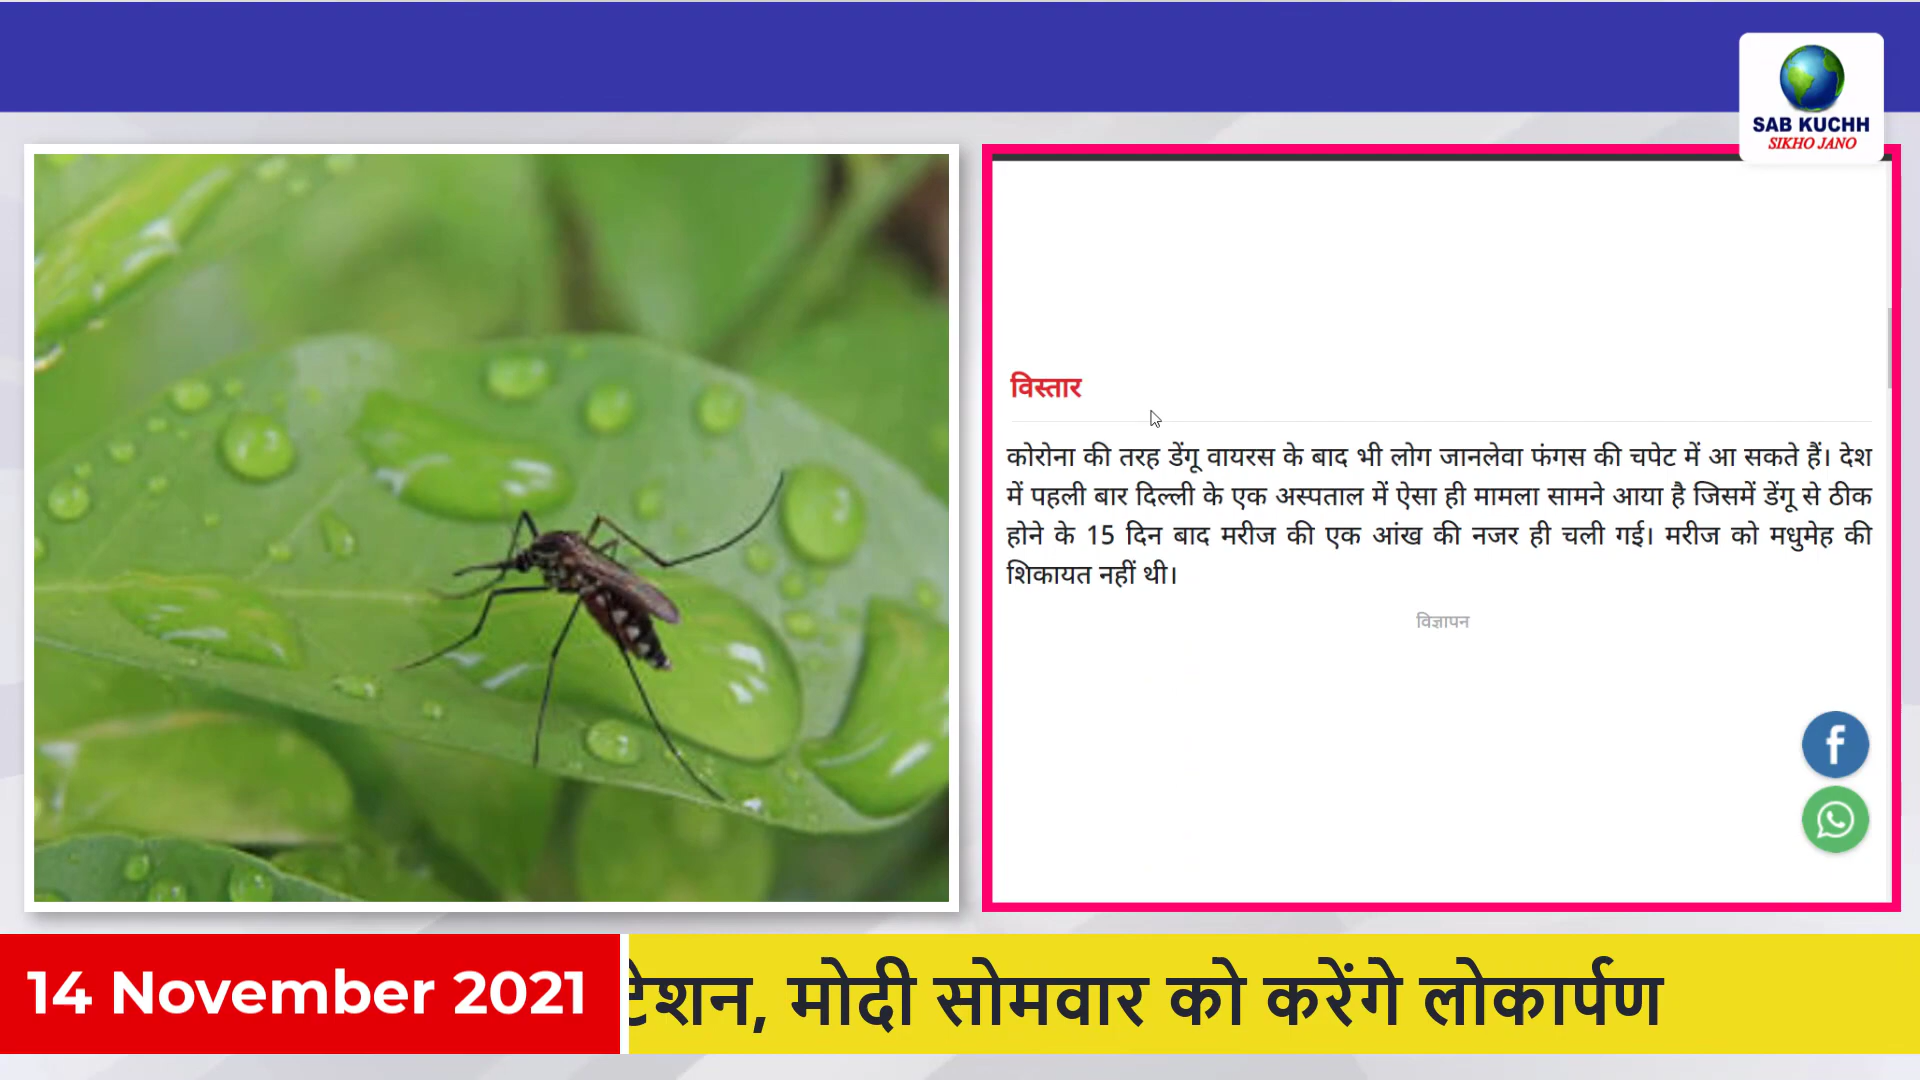 SAB KUCHH
SIKHO JANO
विस्तार
कोरोना की तरह डेंगू वायरस के बाद भी लोग जानलेवा फंगस की चपेट में आ सकते हैं। देश
में पहली बार दिल्ली के एक अस्पताल में ऐसा ही मामला सामने आया है जिसमें डेंगू से ठीक
होने के 15 दिन बाद मरीज की एक आंख की नजर ही चली गई। मरीज को मधुमेह की
शिकायत नहीं थी।
विज्ञापन
14 November 2021
मोदी सोमवार को करेंगे लोकार्पण